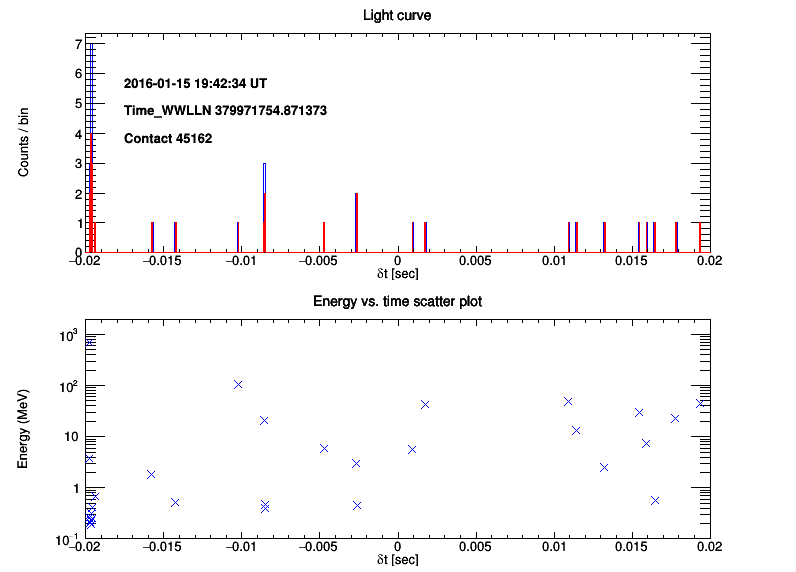 Light curve
7
6
5
4
3
2
1
0
Counts / bin
2016-01-15 19:42:34 UT
Time_WWLLN 379971754.871373
Contact 45162
−0.02 −0.015 −0.01 −0.005 0 0.005 0.01 0.015 0.02
δt [sec]
Energy vs. time scatter plot
10³
10²
10
1
10⁻¹
Energy (MeV)
−0.02 −0.015 −0.01 −0.005 0 0.005 0.01 0.015 0.02
δt [sec]